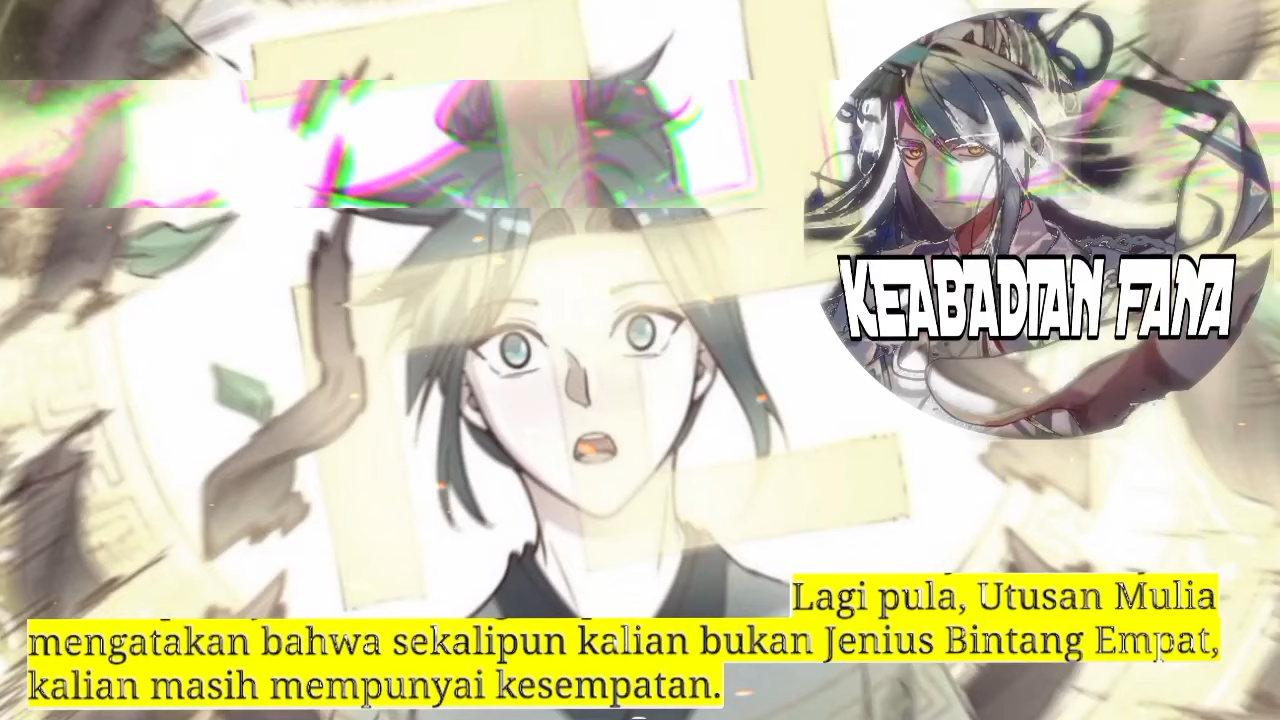 KEABADIAN FANA
Lagi pula, Utusan Mulia
mengatakan bahwa sekalipun kalian bukan Jenius Bintang Empat,
kalian masih mempunyai kesempatan.